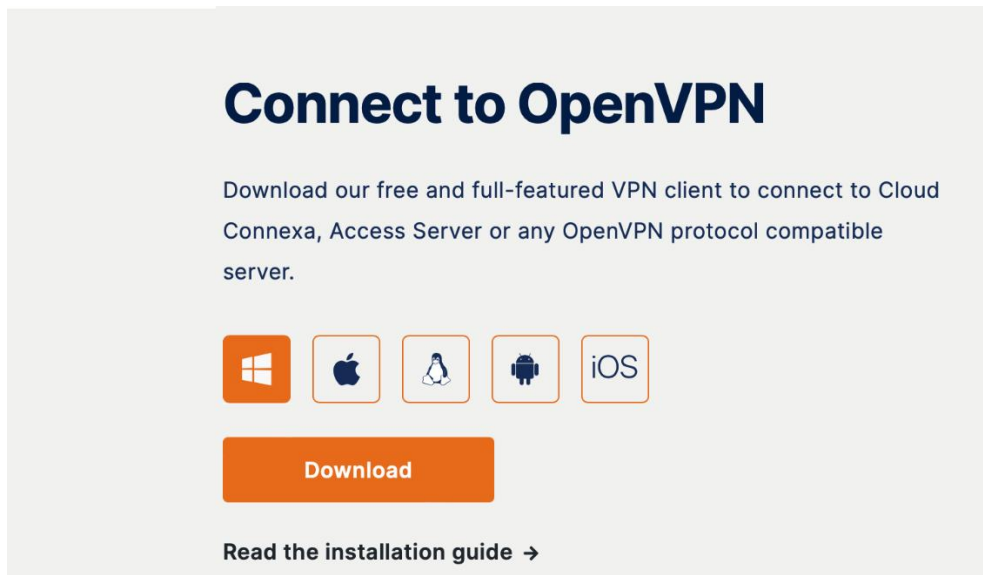 Connect to OpenVPN
Download our free and full-featured VPN client to connect to Cloud
Connexa, Access Server or any OpenVPN protocol compatible
server.
iOS
Download
Read the installation guide →